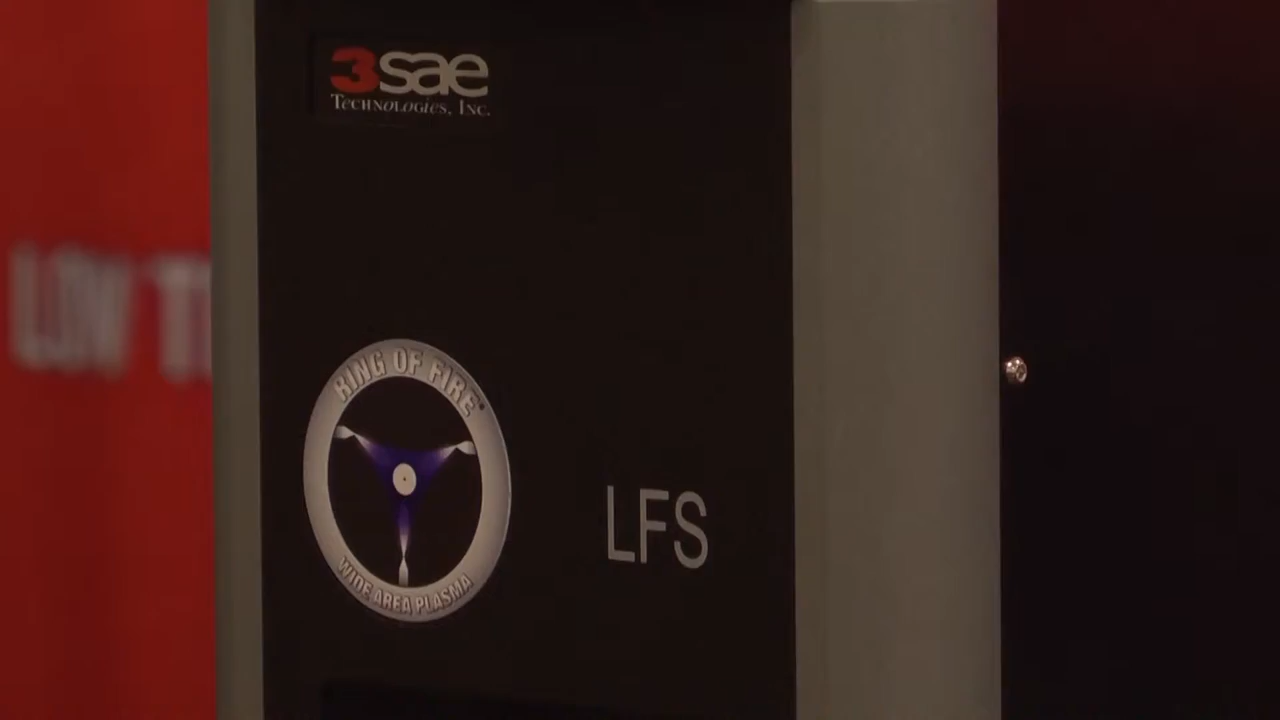 3sae
Technologies, Inc.
RING OF FIRE
WIDE AREA PLASMA
LFS